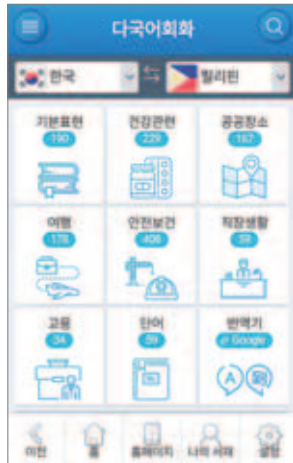 다국어회화
한국 필리핀
기본표현 건강관련 공공장소
190 229 167
여행 안전보건 직장생활
178 408 59
고용 단어 번역기
34 59 Google
A
이전 홈 홈페이지 나의 서재 설정